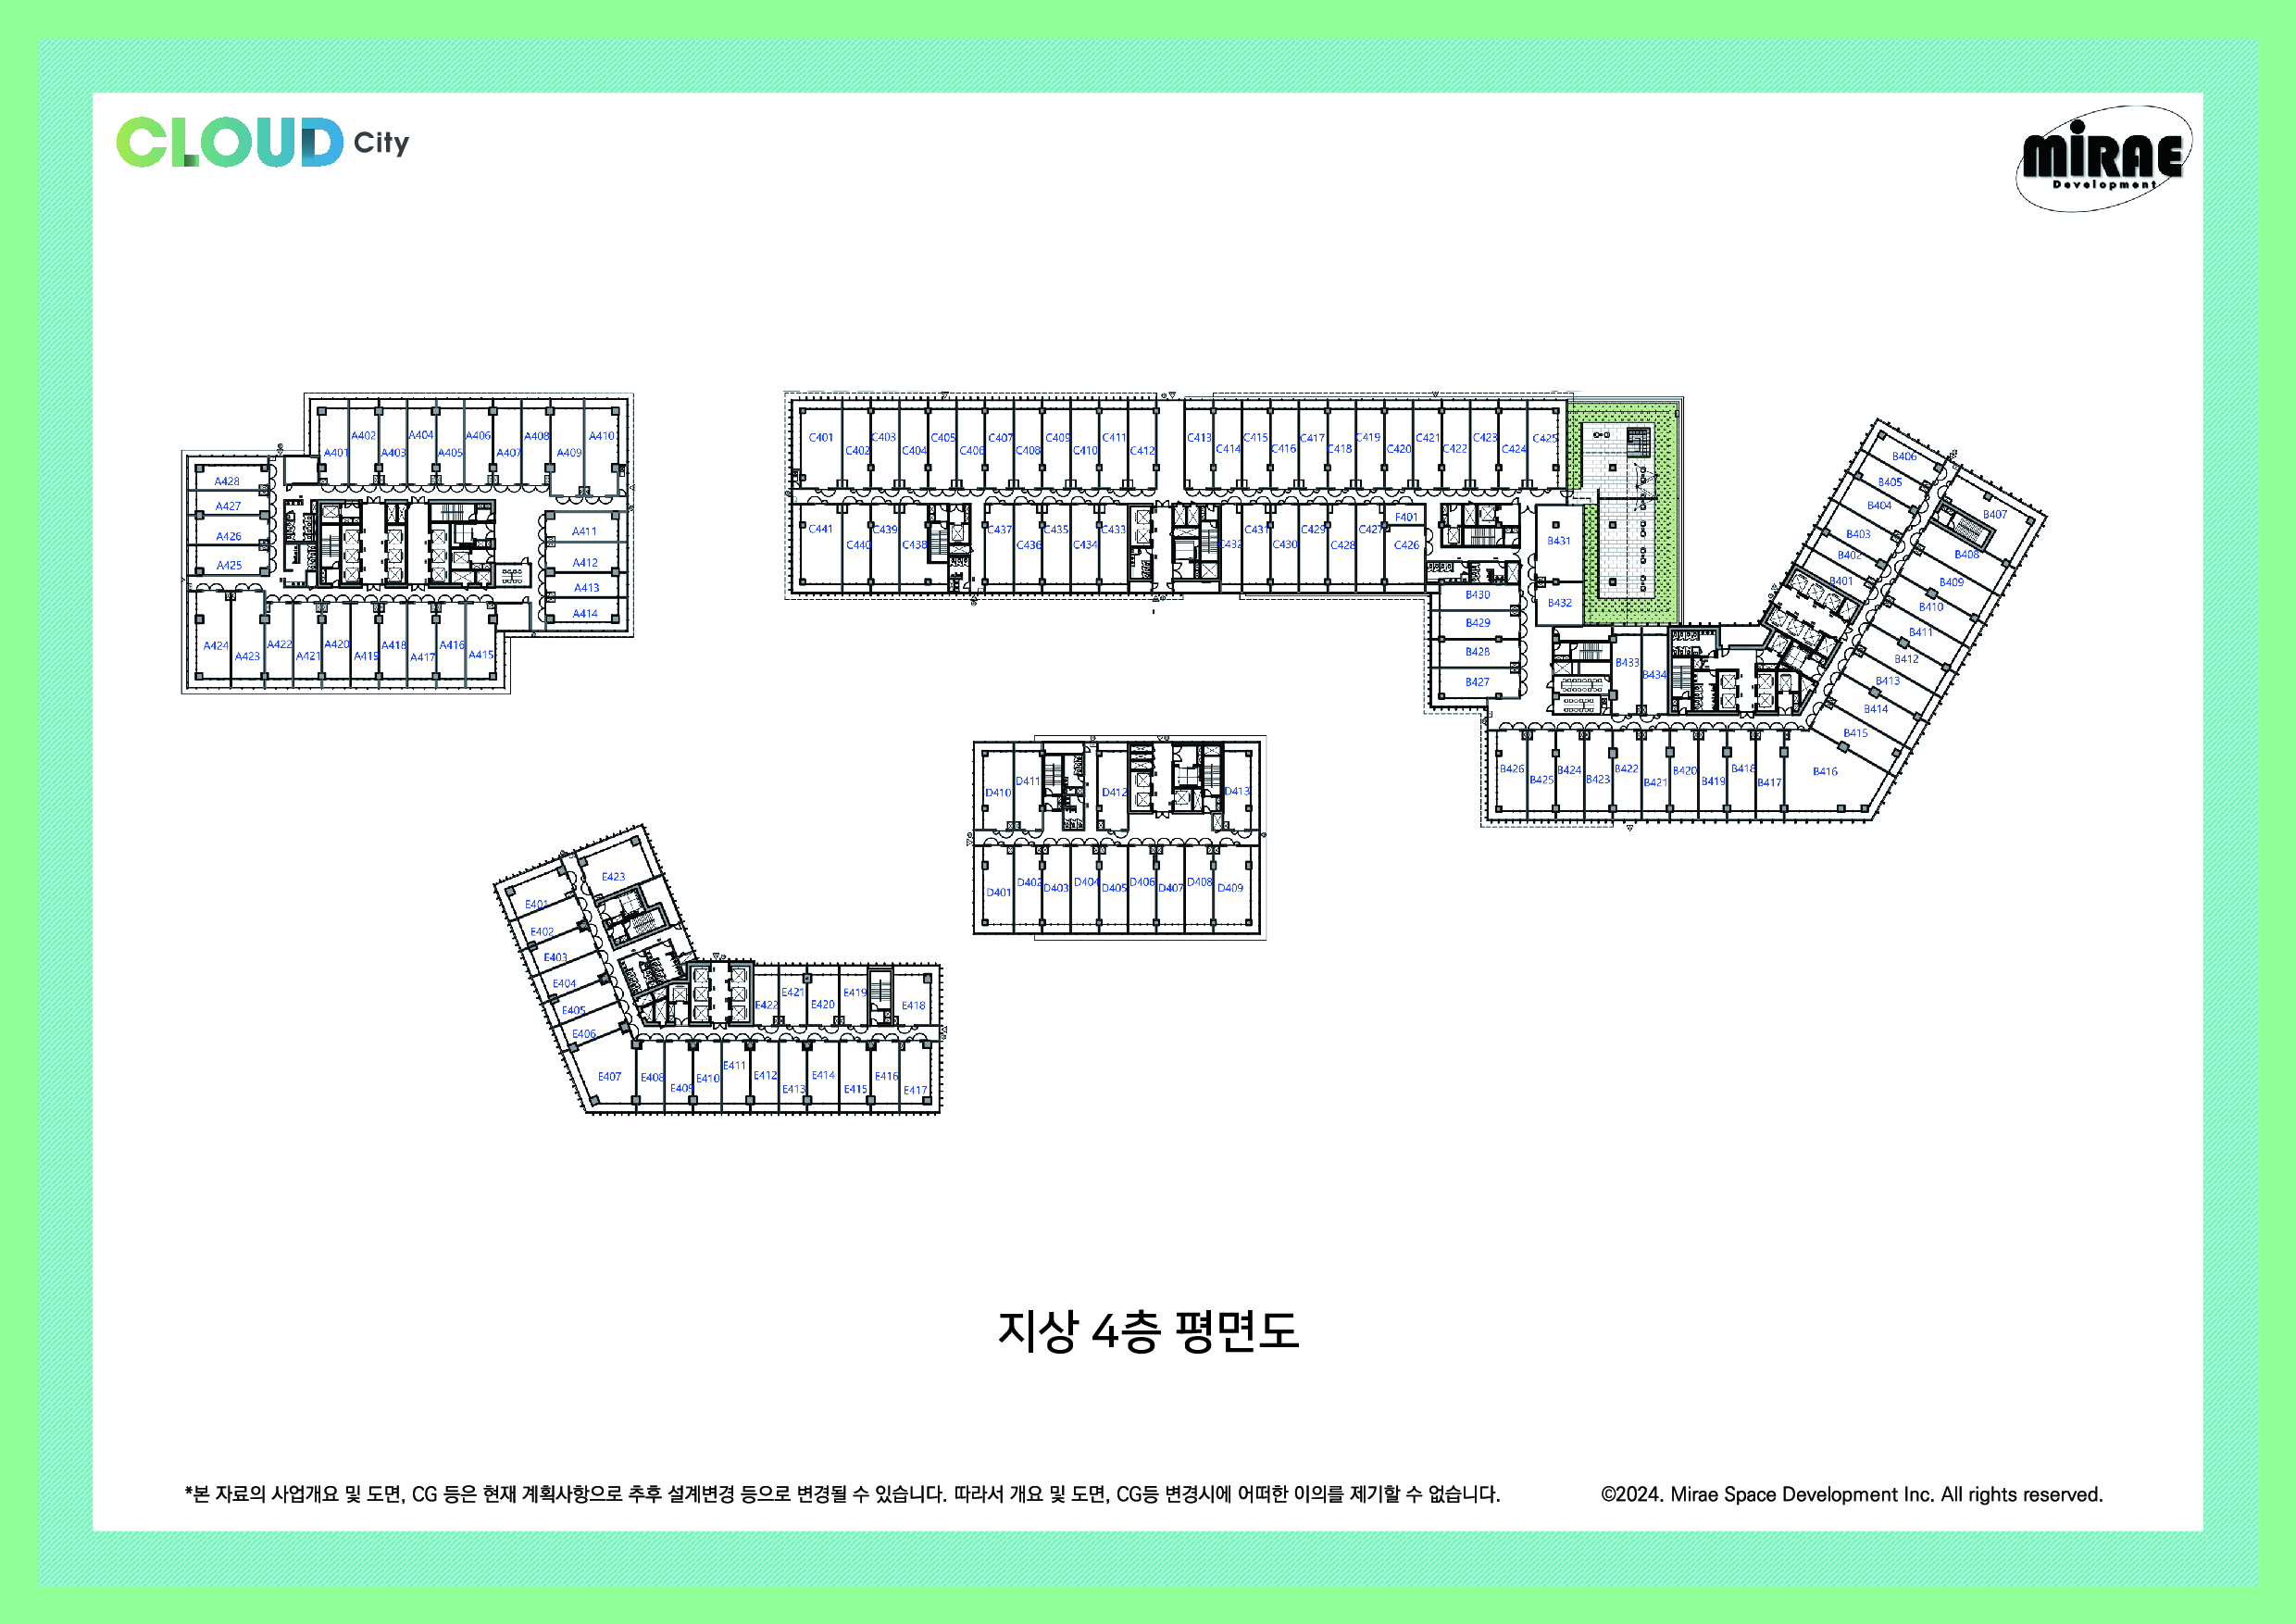 CLOUD City
MiRAE
Development
A401 A402 A403 A404 A405 A406 A407 A408 A409 A410
A428
A427
A426
A425
A411
A412
A413
A414
A424 A423 A422 A421 A420 A419 A418 A417 A416 A415
C401 C402 C403 C404 C405 C406 C407 C408 C409 C410 C411 C412 C413 C414 C415 C416 C417 C418 C419 C420 C421 C422 C423 C424 C425
C441 C440 C439 C438 C437 C436 C435 C434 C433 C432 C431 C430 C429 C428 C427 F401 C426
B431
B432
B430
B429
B428
B427
B433 B434
B406
B405
B404
B403
B402
B401
B407
B408
B409
B410
B411
B412
B413
B414
B415
B426 B425 B424 B423 B422 B421 B420 B419 B418 B417 B416
D410 D411 D412 D413
D401 D402 D403 D404 D405 D406 D407 D408 D409
E423
E401
E402
E403
E404
E405
E406
E422 E421 E420 E419 E418
E407 E408 E409 E410 E411 E412 E413 E414 E415 E416 E417
지상 4층 평면도
*본 자료의 사업개요 및 도면, CG 등은 현재 계획사항으로 추후 설계변경 등으로 변경될 수 있습니다. 따라서 개요 및 도면, CG등 변경시에 어떠한 이의를 제기할 수 없습니다.
©2024. Mirae Space Development Inc. All rights reserved.